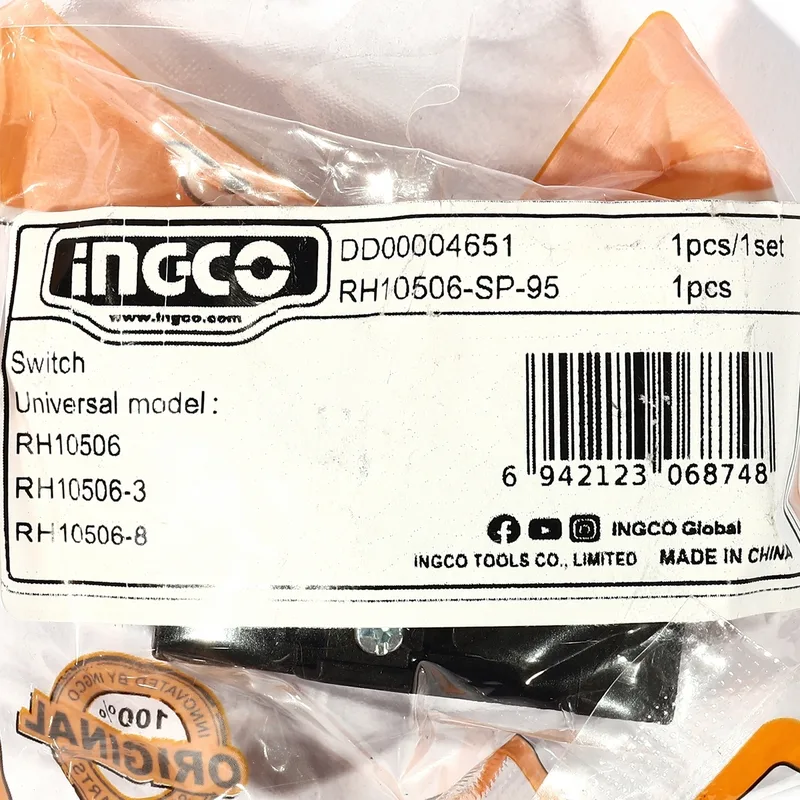 INGCO
www.ingco.com
DD00004651 1pcs/1set
RH10506-SP-95 1pcs
Switch
Universal model:
RH10506
RH10506-3
RH10506-8
6 942123 068748
INGCO Global
INGCO TOOLS CO., LIMITED MADE IN CHINA
INNOVATED BY INGCO
100%
ORIGINAL
PARTS